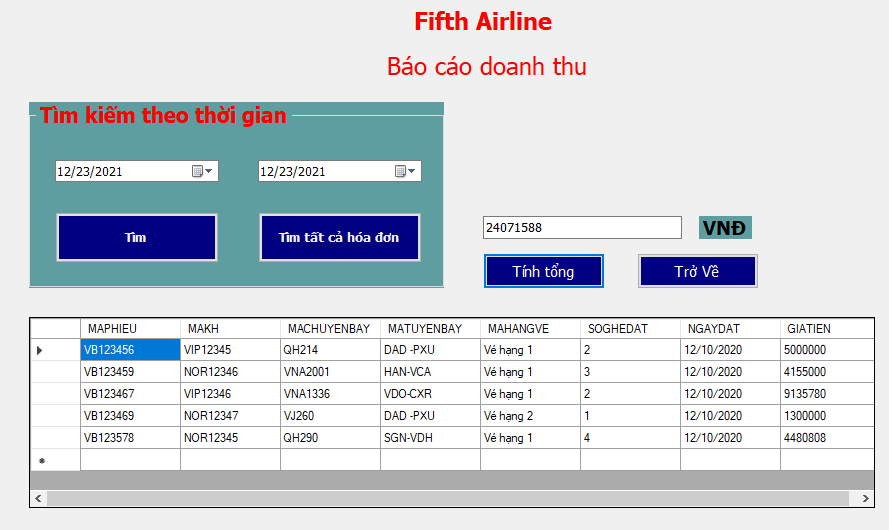 Fifth Airline
Báo cáo doanh thu
Tìm kiếm theo thời gian
12/23/2021 12/23/2021
Tìm Tìm tất cả hóa đơn
24071588 VNĐ
Tính tổng Trở Về
MAPHIEU MAKH MACHUYENBAY MATUYENBAY MAHANGVE SOGHEDAT NGAYDAT GIATIEN
VB123456 VIP12345 QH214 DAD -PXU Vé hạng 1 2 12/10/2020 5000000
VB123459 NOR12346 VNA2001 HAN-VCA Vé hạng 1 3 12/10/2020 4155000
VB123467 VIP12346 VNA1336 VDO-CXR Vé hạng 1 2 12/10/2020 9135780
VB123469 NOR12347 VJ260 DAD -PXU Vé hạng 2 1 12/10/2020 1300000
VB123578 NOR12345 QH290 SGN-VDH Vé hạng 1 4 12/10/2020 4480808